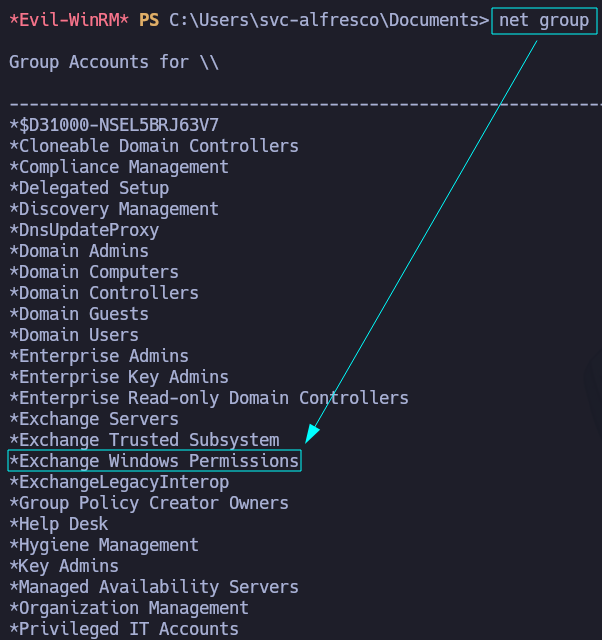 *Evil-WinRM* PS C:\Users\svc-alfresco\Documents> net group
Group Accounts for \\
-------------------------------------------------------------
*$D31000-NSEL5BRJ63V7
*Cloneable Domain Controllers
*Compliance Management
*Delegated Setup
*Discovery Management
*DnsUpdateProxy
*Domain Admins
*Domain Computers
*Domain Controllers
*Domain Guests
*Domain Users
*Enterprise Admins
*Enterprise Key Admins
*Enterprise Read-only Domain Controllers
*Exchange Servers
*Exchange Trusted Subsystem
*Exchange Windows Permissions
*ExchangeLegacyInterop
*Group Policy Creator Owners
*Help Desk
*Hygiene Management
*Key Admins
*Managed Availability Servers
*Organization Management
*Privileged IT Accounts